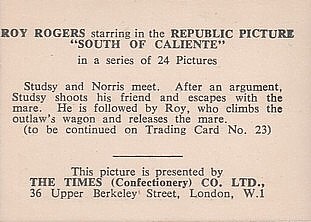 ROY ROGERS starring in the REPUBLIC PICTURE
"SOUTH OF CALIENTE"
in a series of 24 Pictures
Studsy and Norris meet. After an argument,
Studsy shoots his friend and escapes with the
mare. He is followed by Roy, who climbs the
outlaw's wagon and releases the mare.
(to be continued on Trading Card No. 23)
This picture is presented by
THE TIMES (Confectionery) CO. LTD.,
36 Upper Berkeley Street, London, W.1